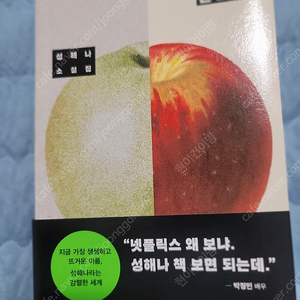 성해나
소설집
지금 가장 생생하고
뜨거운 이름,
성해나라는
강렬한 세계
“넷플릭스 왜 보냐.
성해나 책 보면 되는데.”
— 박정민 배우